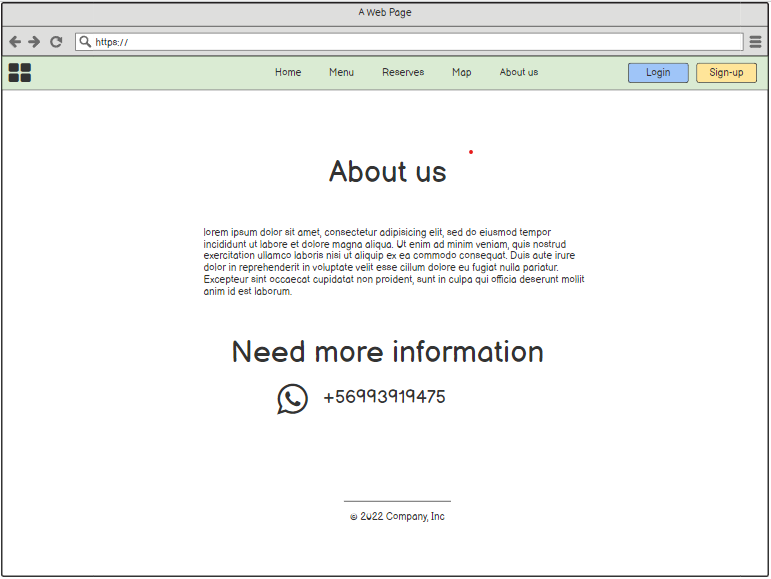 A Web Page
https://
Home Menu Reserves Map About us Login Sign-up
About us
lorem ipsum dolor sit amet, consectetur adipisicing elit, sed do eiusmod tempor
incididunt ut labore et dolore magna aliqua. Ut enim ad minim veniam, quis nostrud
exercitation ullamco laboris nisi ut aliquip ex ea commodo consequat. Duis aute irure
dolor in reprehenderit in voluptate velit esse cillum dolore eu fugiat nulla pariatur.
Excepteur sint occaecat cupidatat non proident, sunt in culpa qui officia deserunt mollit
anim id est laborum.
Need more information
+56993919475
© 2022 Company, Inc